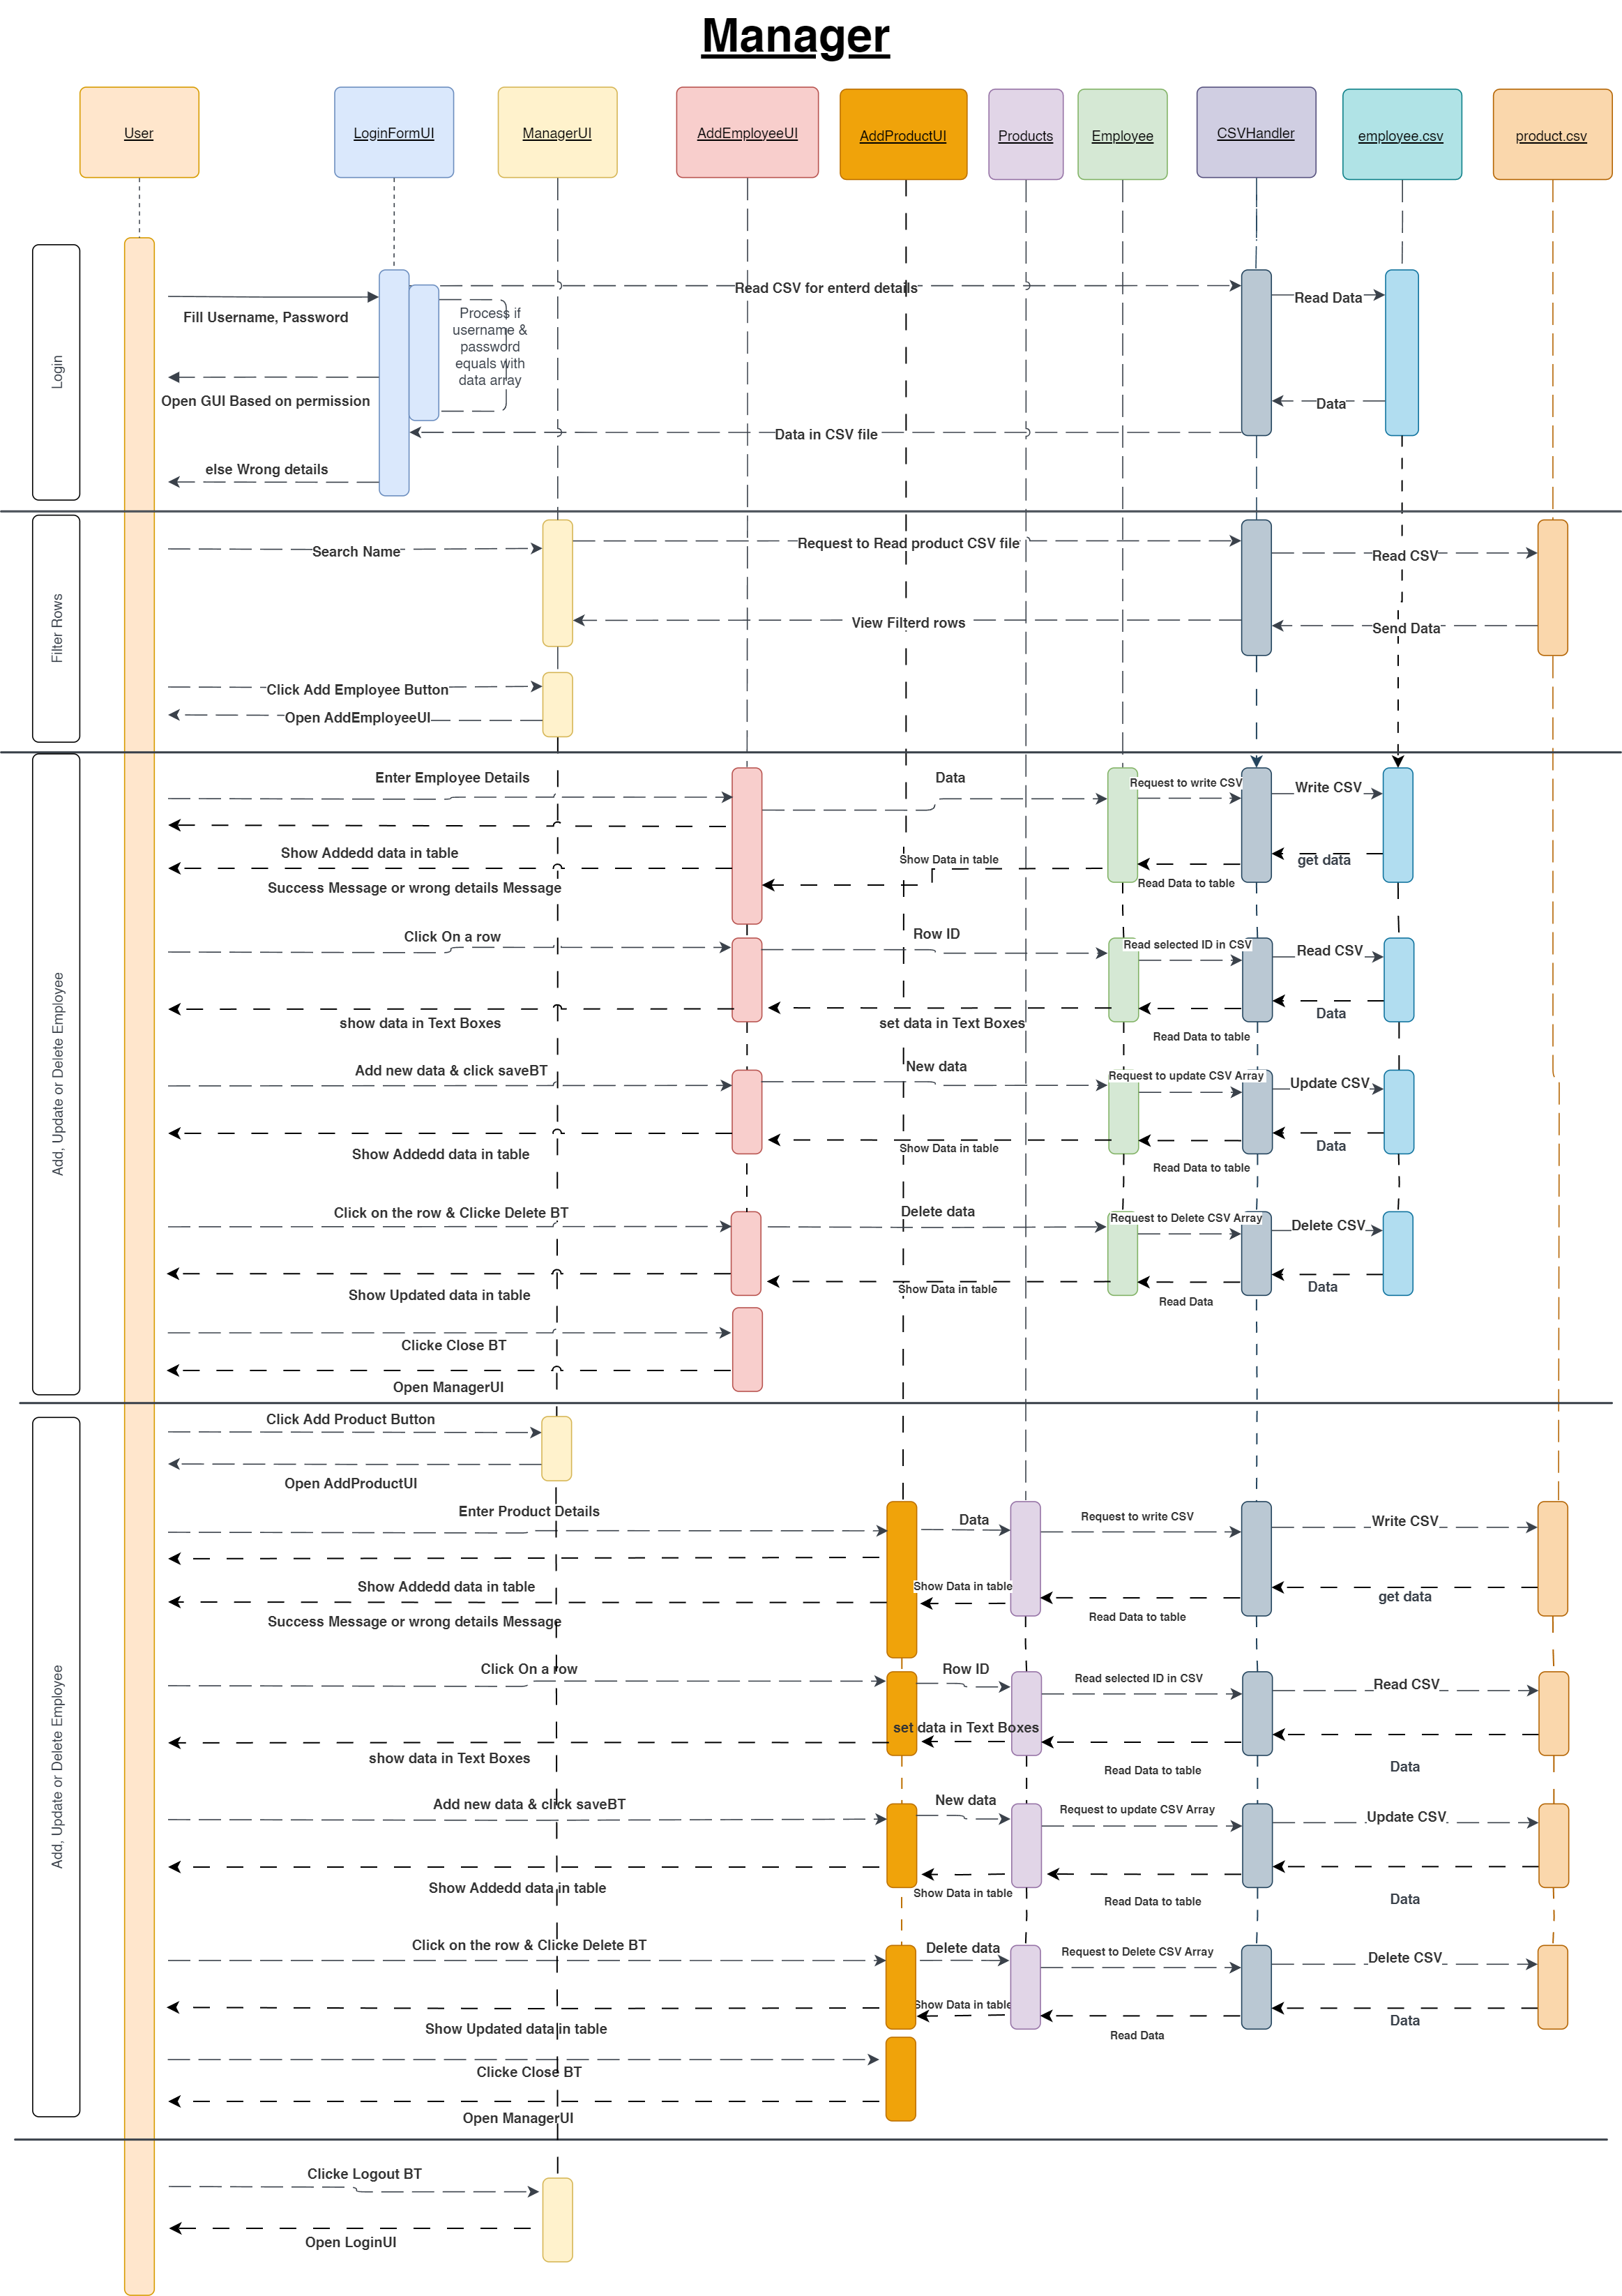 Manager
User
LoginFormUI
ManagerUI
AddEmployeeUI
AddProductUI
Products
Employee
CSVHandler
employee.csv
product.csv
Login
Read CSV for enterd details
Read Data
Fill Username, Password
Process if
username &
password
equals with
data array
Open GUI Based on permission
Data
Data in CSV file
else Wrong details
Filter Rows
Search Name
Request to Read product CSV file
Read CSV
View Filterd rows
Send Data
Click Add Employee Button
Open AddEmployeeUI
Add, Update or Delete Employee
Enter Employee Details
Data
Request to write CSV
Write CSV
Show Addedd data in table
Show Data in table
get data
Read Data to table
Success Message or wrong details Message
Click On a row
Row ID
Read selected ID in CSV
Read CSV
show data in Text Boxes
set data in Text Boxes
Data
Read Data to table
Add new data & click saveBT
New data
Request to update CSV Array
Update CSV
Show Addedd data in table
Show Data in table
Data
Read Data to table
Click on the row & Clicke Delete BT
Delete data
Request to Delete CSV Array
Delete CSV
Show Updated data in table
Show Data in table
Data
Read Data
Clicke Close BT
Open ManagerUI
Add, Update or Delete Employee
Click Add Product Button
Open AddProductUI
Enter Product Details
Data
Request to write CSV
Write CSV
Show Addedd data in table
Show Data in table
get data
Read Data to table
Success Message or wrong details Message
Click On a row
Row ID
Read selected ID in CSV
Read CSV
set data in Text Boxes
show data in Text Boxes
Read Data to table
Data
Add new data & click saveBT
New data
Request to update CSV Array
Update CSV
Show Addedd data in table
Show Data in table
Read Data to table
Data
Click on the row & Clicke Delete BT
Delete data
Request to Delete CSV Array
Delete CSV
Show Updated data in table
Show Data in table
Read Data
Data
Clicke Close BT
Open ManagerUI
Clicke Logout BT
Open LoginUI